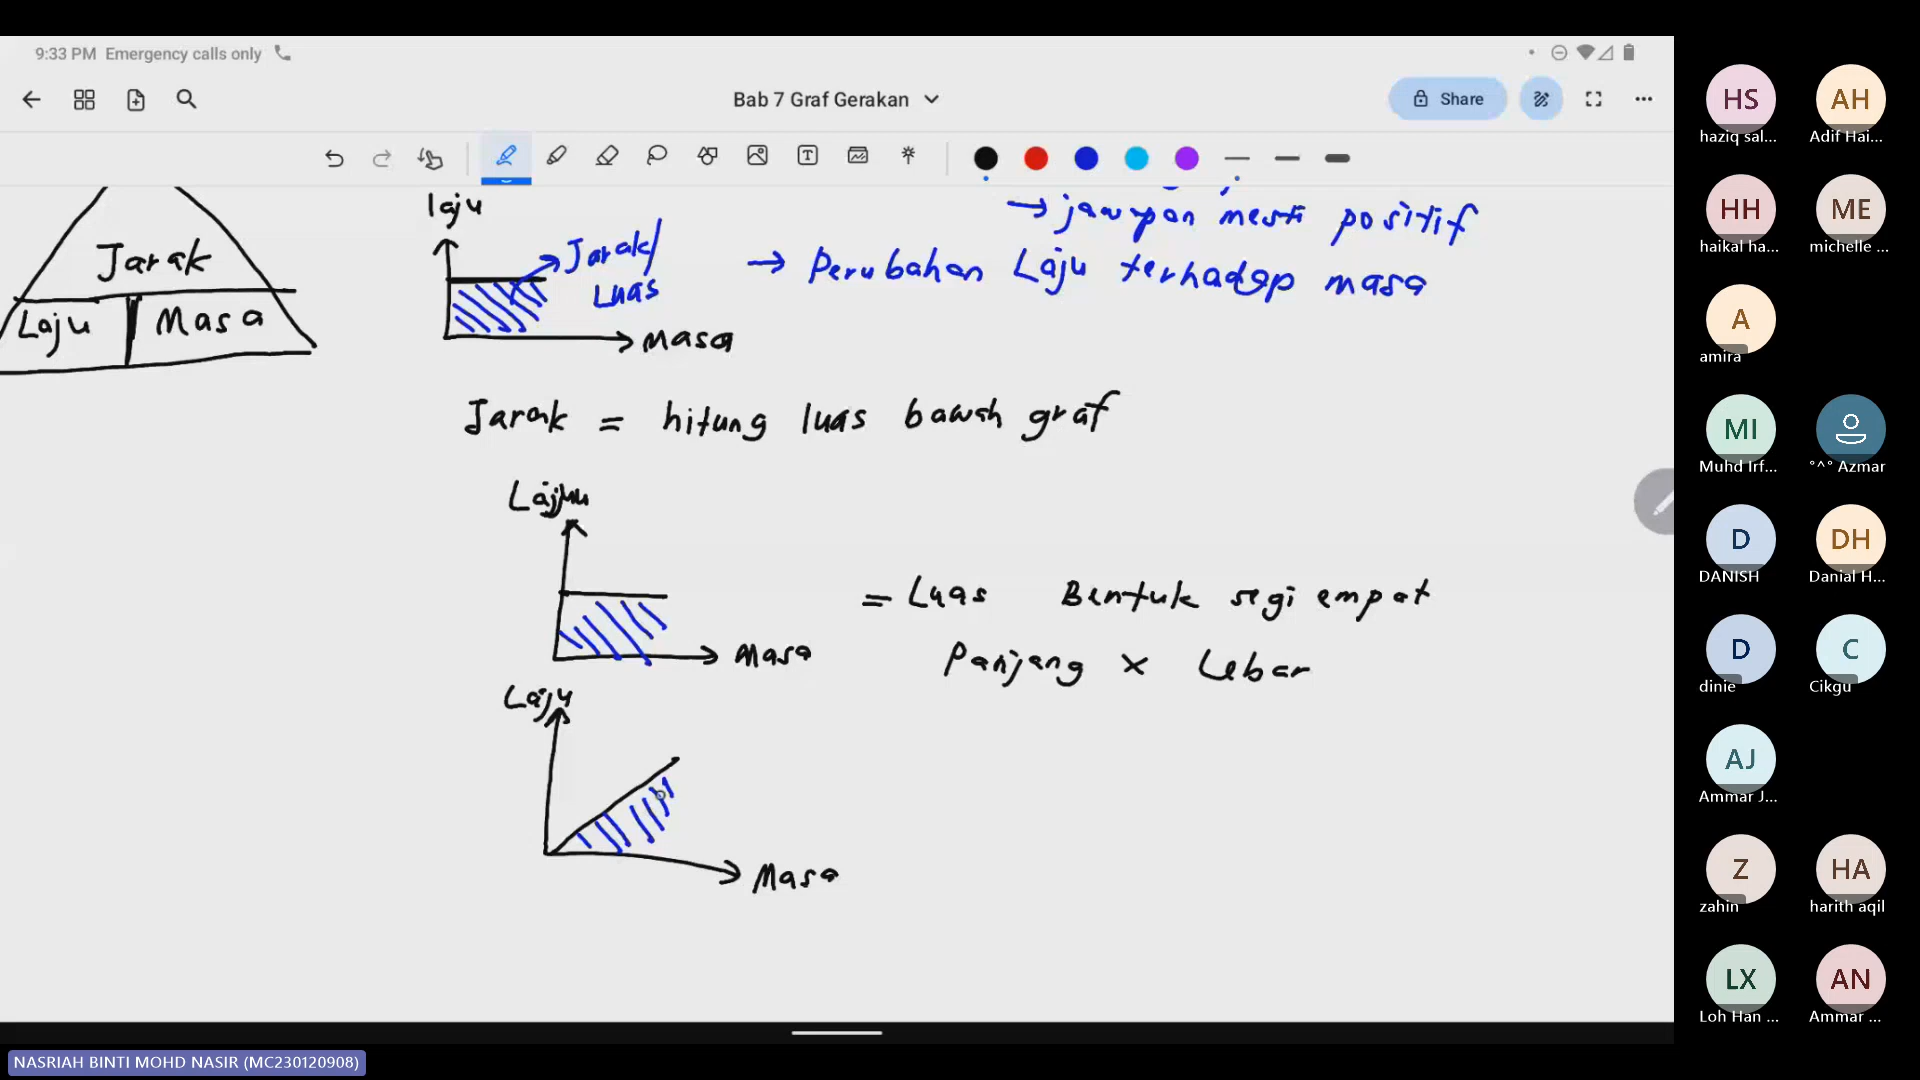 9:33 PM Emergency calls only
Bab 7 Graf Gerakan
Share
Jarak
Laju Masa
laju
Jarak/
Luas
Masa
→ jawapan mesti positif
→ Perubahan Laju terhadap masa
Jarak = hitung luas bawah graf
Laju
Masa
= Luas Bentuk segi empat
Panjang × Lebar
Laju
Masa
HS
haziq sal...
AH
Adif Hai...
HH
haikal ha...
ME
michelle ...
A
amira
MI
Muhd Irf...
°^° Azmar
D
DANISH
DH
Danial H...
D
dinie
C
Cikgu
AJ
Ammar J...
Z
zahin
HA
harith aqil
LX
Loh Han ...
AN
Ammar ...
NASRIAH BINTI MOHD NASIR (MC230120908)